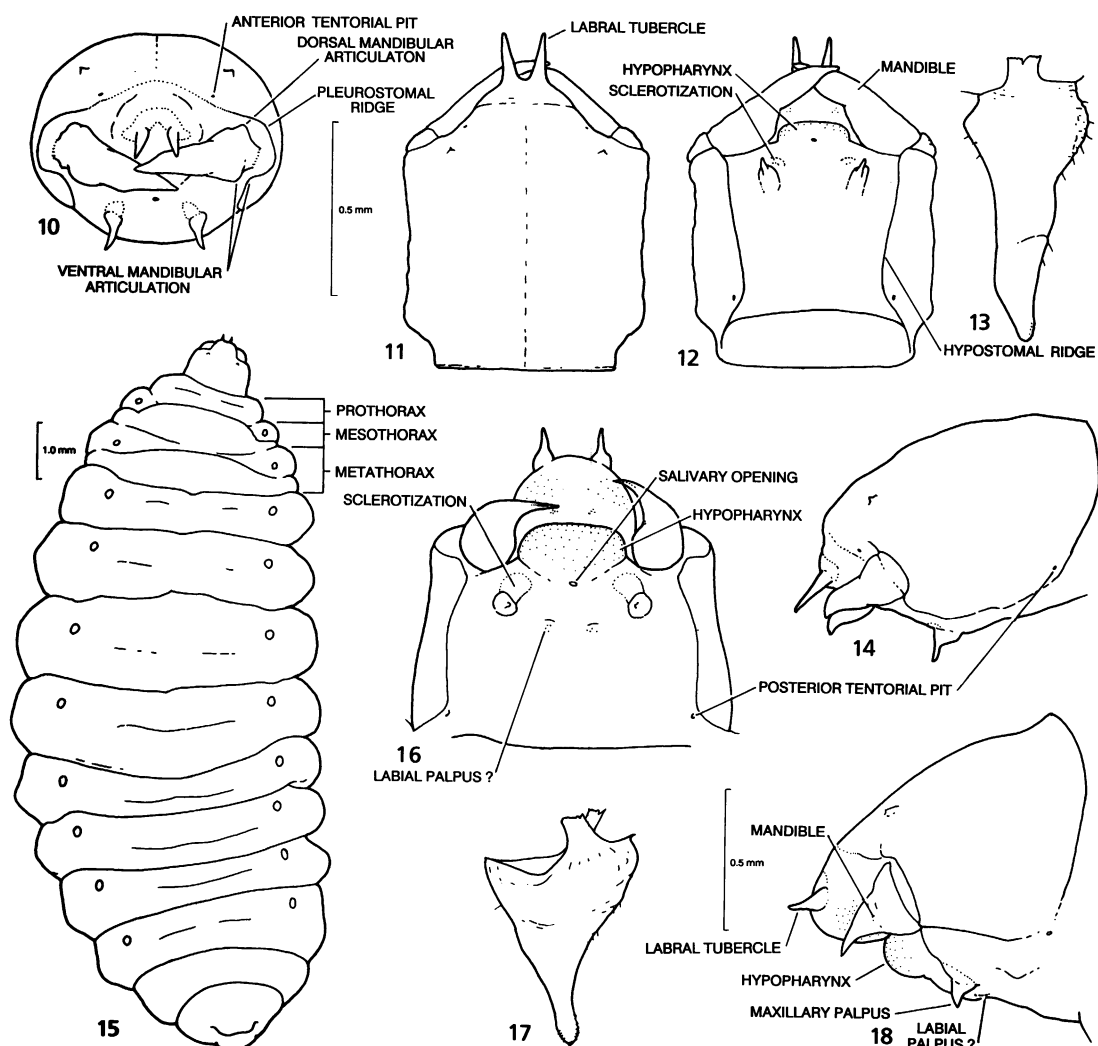 ANTERIOR TENTORIAL PIT
DORSAL MANDIBULAR
ARTICULATON
PLEUROSTOMAL
RIDGE
0.5 mm
10
VENTRAL MANDIBULAR
ARTICULATION
LABRAL TUBERCLE
11
HYPOPHARYNX
SCLEROTIZATION
MANDIBLE
12
HYPOSTOMAL RIDGE
13
1.0 mm
PROTHORAX
MESOTHORAX
METATHORAX
15
SCLEROTIZATION
SALIVARY OPENING
HYPOPHARYNX
14
POSTERIOR TENTORIAL PIT
16
LABIAL PALPUS ?
17
0.5 mm
MANDIBLE
LABRAL TUBERCLE
HYPOPHARYNX
MAXILLARY PALPUS
18
LABIAL
PALPUS ?